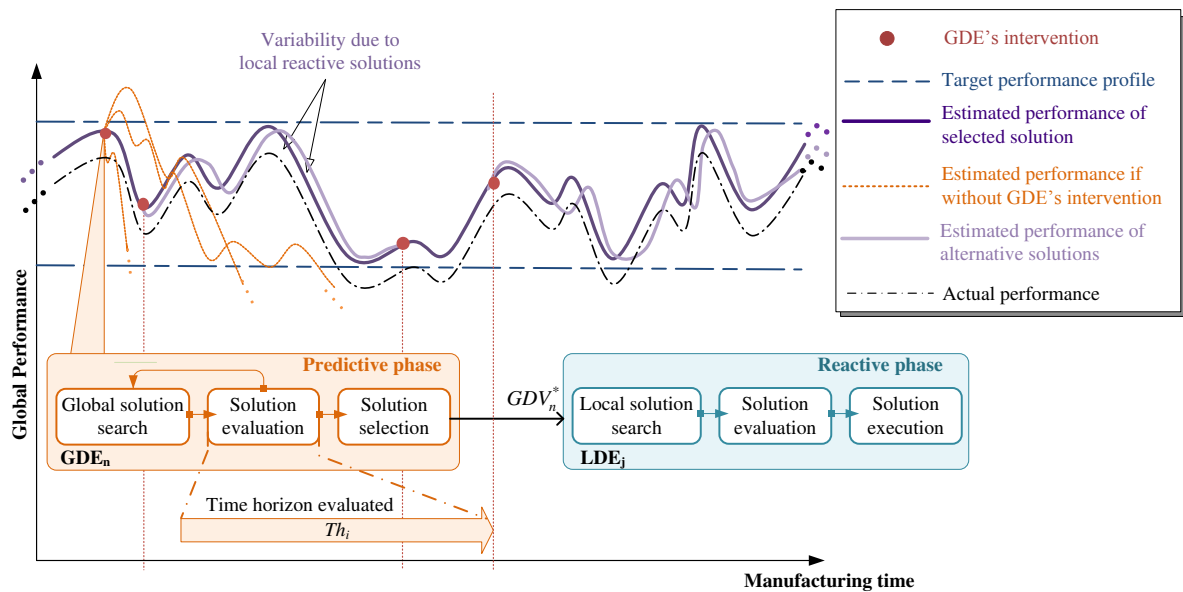 Variability due to
local reactive solutions
GDE's intervention
Target performance profile
Estimated performance of
selected solution
Estimated performance if
without GDE's intervention
Estimated performance of
alternative solutions
Actual performance
Global Performance
Predictive phase
Global solution
search
Solution
evaluation
Solution
selection
GDEn
GDV*n
Reactive phase
Local solution
search
Solution
evaluation
Solution
execution
LDEj
Time horizon evaluated
Thi
Manufacturing time